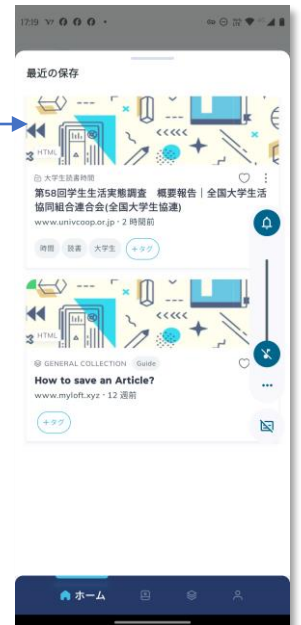 17:19
最近の保存
HTML
大学生読書時間
第58回学生生活実態調査 概要報告｜全国大学生活
協同組合連合会(全国大学生協連)
www.univcoop.or.jp・2 時間前
時間 読書 大学生 +タグ
HTML
GENERAL COLLECTION Guide
How to save an Article?
www.myloft.xyz・12 週前
+タグ
ホーム